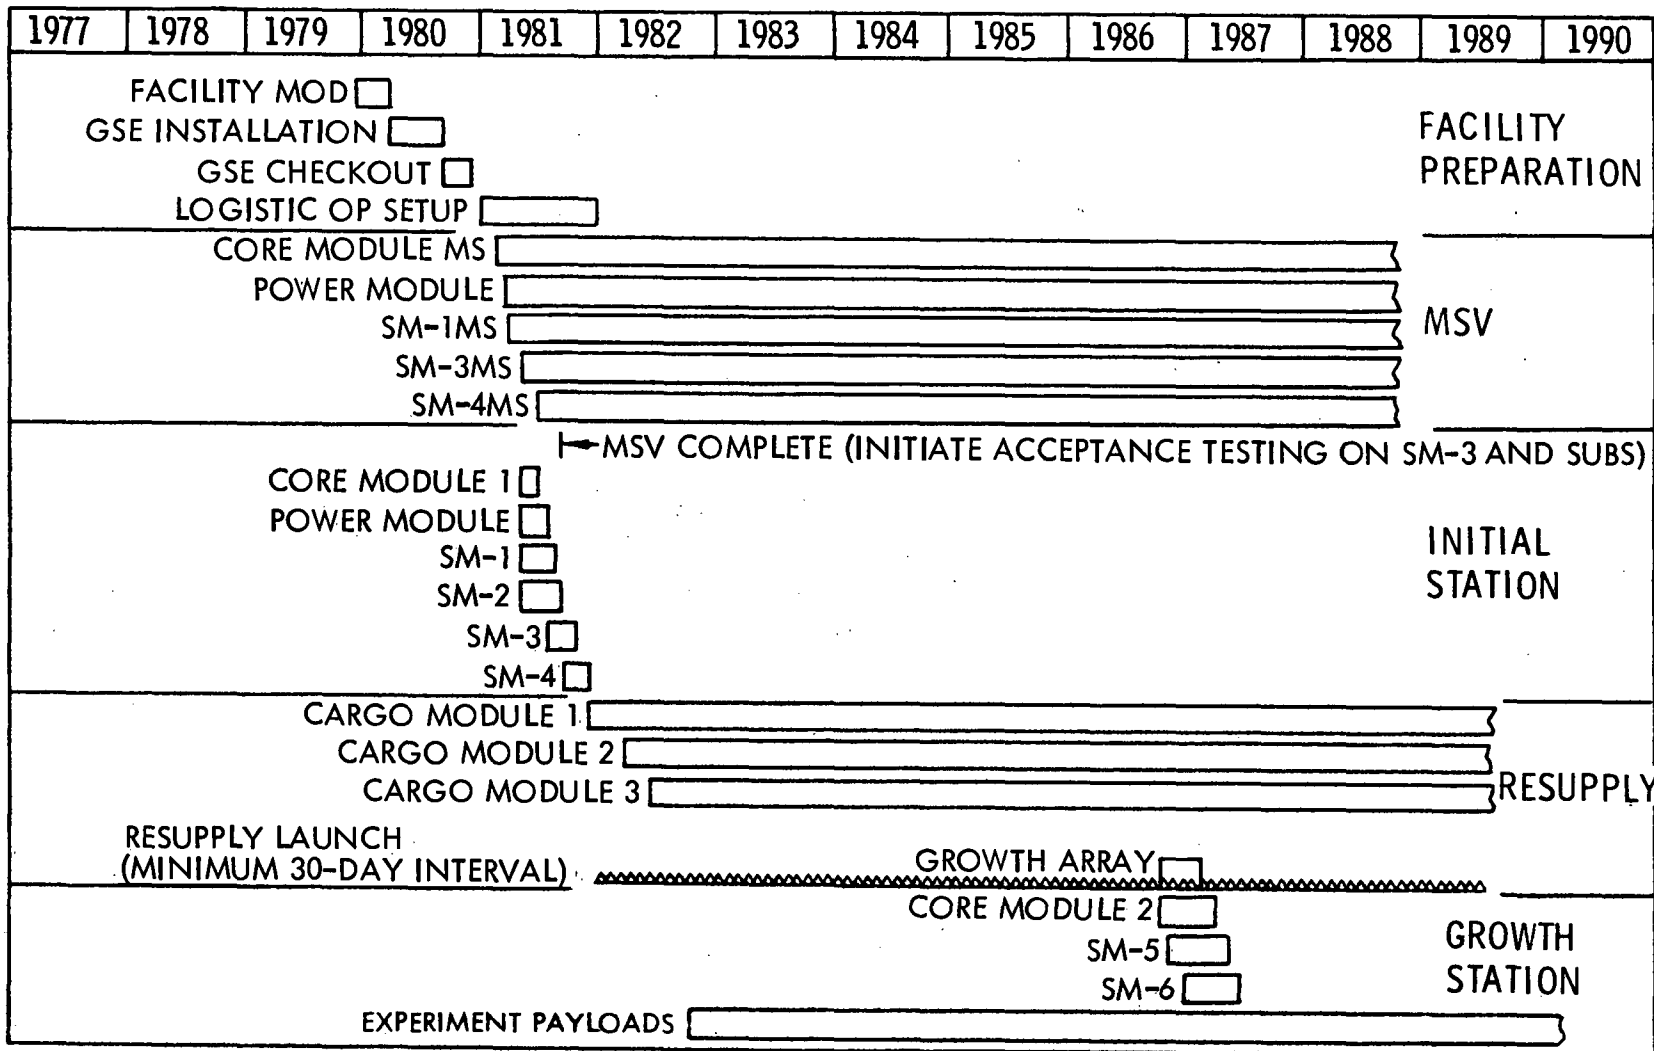 1977 1978 1979 1980 1981 1982 1983 1984 1985 1986 1987 1988 1989 1990
FACILITY MOD
GSE INSTALLATION
GSE CHECKOUT
LOGISTIC OP SETUP
FACILITY
PREPARATION
CORE MODULE MS
POWER MODULE
SM-1MS
SM-3MS
SM-4MS
MSV
MSV COMPLETE (INITIATE ACCEPTANCE TESTING ON SM-3 AND SUBS)
CORE MODULE 1
POWER MODULE
SM-1
SM-2
SM-3
SM-4
INITIAL
STATION
CARGO MODULE 1
CARGO MODULE 2
CARGO MODULE 3
RESUPPLY
RESUPPLY LAUNCH
(MINIMUM 30-DAY INTERVAL)
GROWTH ARRAY
CORE MODULE 2
SM-5
SM-6
GROWTH
STATION
EXPERIMENT PAYLOADS